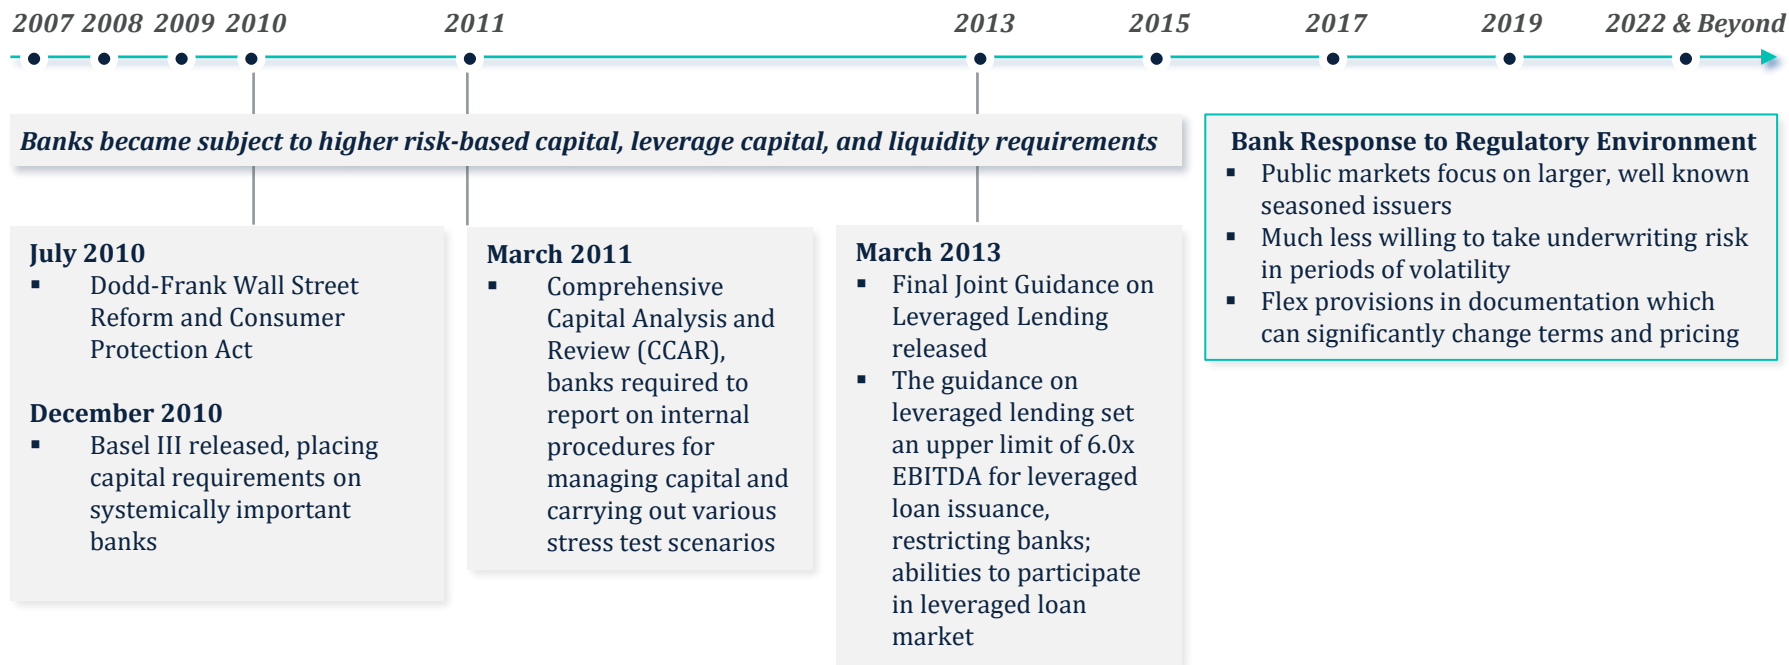 2007 2008 2009 2010 2011 2013 2015 2017 2019 2022 & Beyond
Banks became subject to higher risk-based capital, leverage capital, and liquidity requirements
July 2010
▪ Dodd-Frank Wall Street
Reform and Consumer
Protection Act
December 2010
▪ Basel III released, placing
capital requirements on
systemically important
banks
March 2011
▪ Comprehensive
Capital Analysis and
Review (CCAR),
banks required to
report on internal
procedures for
managing capital and
carrying out various
stress test scenarios
March 2013
▪ Final Joint Guidance on
Leveraged Lending
released
▪ The guidance on
leveraged lending set
an upper limit of 6.0x
EBITDA for leveraged
loan issuance,
restricting banks;
abilities to participate
in leveraged loan
market
Bank Response to Regulatory Environment
▪ Public markets focus on larger, well known
seasoned issuers
▪ Much less willing to take underwriting risk
in periods of volatility
▪ Flex provisions in documentation which
can significantly change terms and pricing